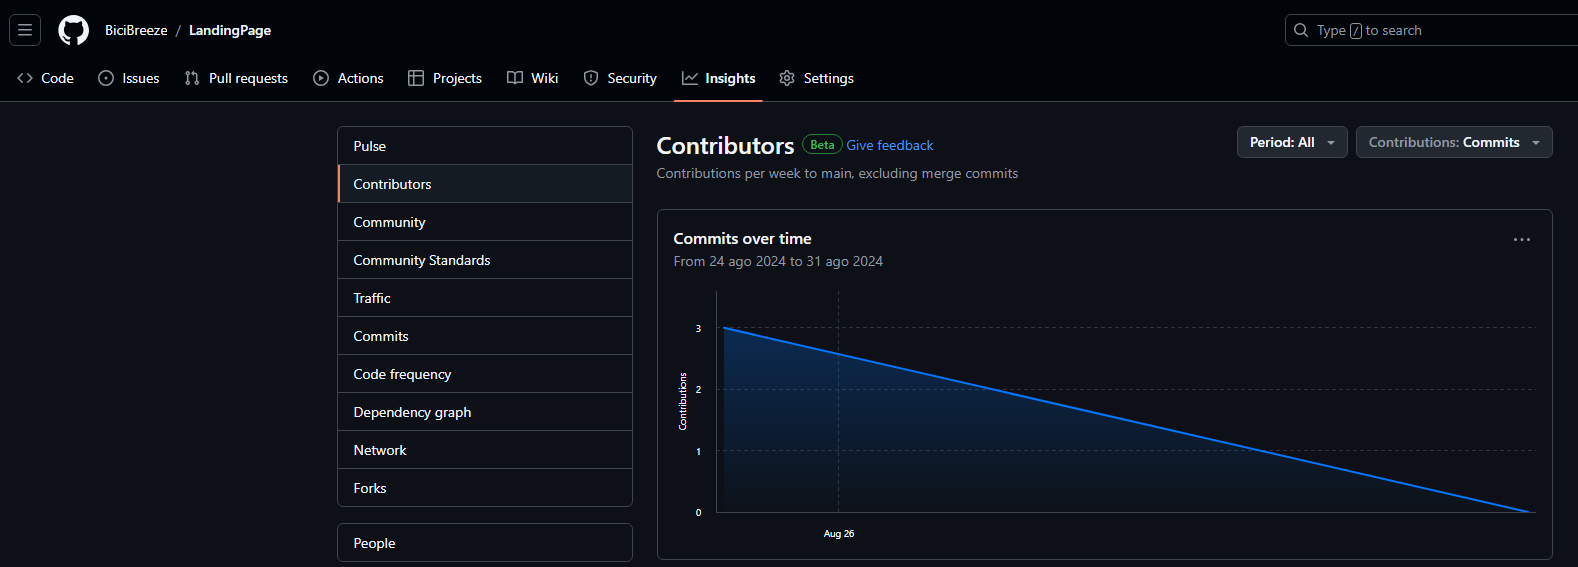 BiciBreeze / LandingPage
Type / to search
Code Issues Pull requests Actions Projects Wiki Security Insights Settings
Pulse
Contributors
Community
Community Standards
Traffic
Commits
Code frequency
Dependency graph
Network
Forks
People
Contributors Beta Give feedback
Contributions per week to main, excluding merge commits
Period: All
Contributions: Commits
Commits over time
From 24 ago 2024 to 31 ago 2024
Contributions
3
2
1
0
Aug 26